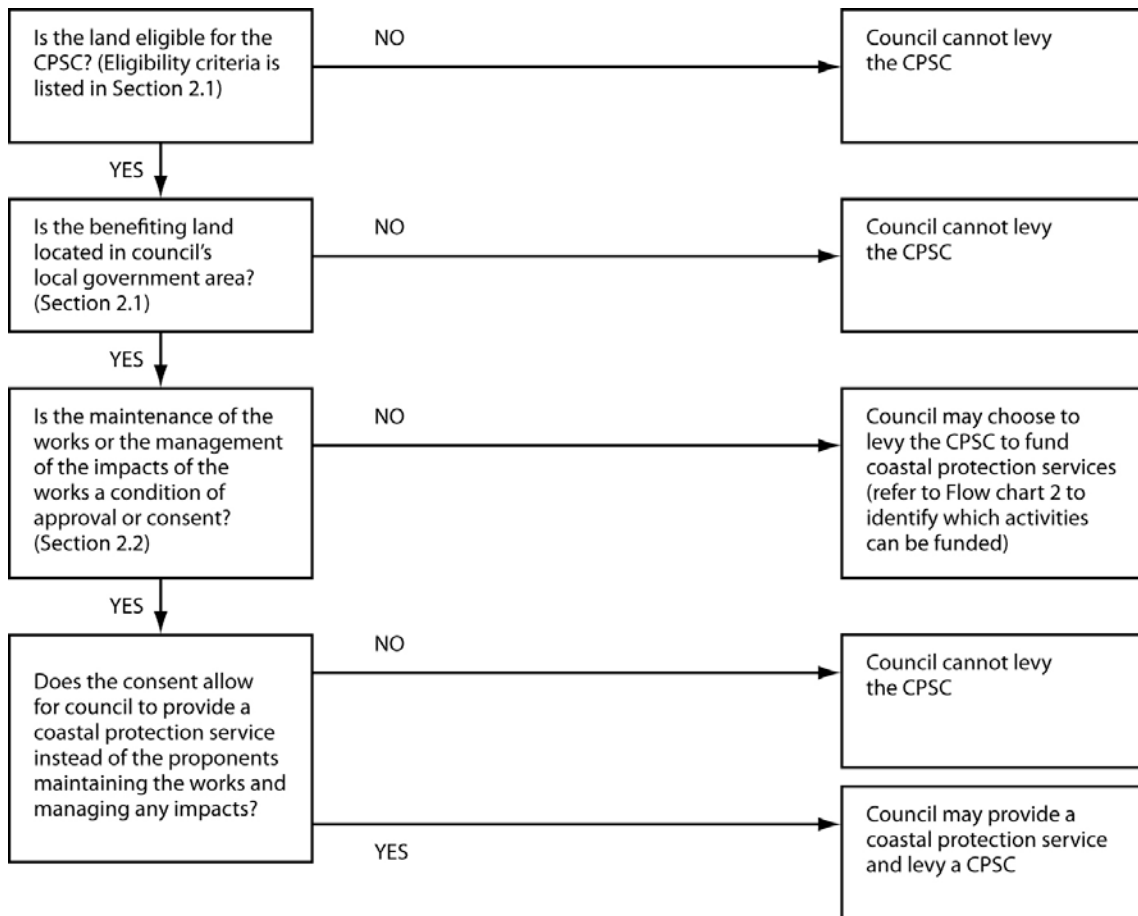 Is the land eligible for the
CPSC? (Eligibility criteria is
listed in Section 2.1)
NO
Council cannot levy
the CPSC
YES
Is the benefiting land
located in council's
local government area?
(Section 2.1)
NO
Council cannot levy
the CPSC
YES
Is the maintenance of the
works or the management
of the impacts of the
works a condition of
approval or consent?
(Section 2.2)
NO
Council may choose to
levy the CPSC to fund
coastal protection services
(refer to Flow chart 2 to
identify which activities
can be funded)
YES
Does the consent allow
for council to provide a
coastal protection service
instead of the proponents
maintaining the works and
managing any impacts?
NO
Council cannot levy
the CPSC
YES
Council may provide a
coastal protection service
and levy a CPSC